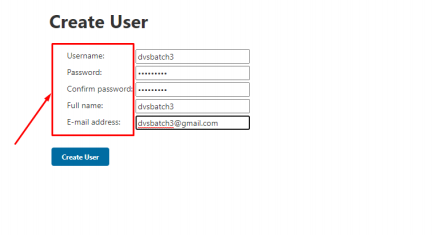 Create User
Username: dvsbatch3
Password: •••••••••
Confirm password: •••••••••
Full name: dvsbatch3
E-mail address: dvsbatch3@gmail.com
Create User